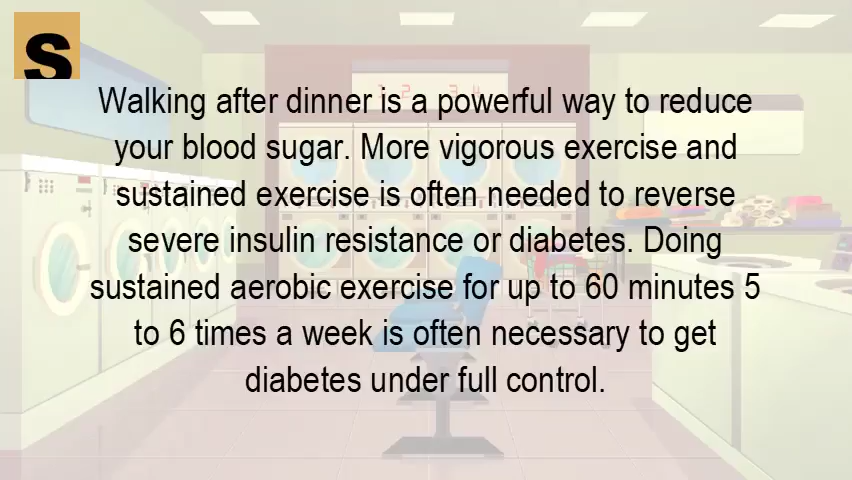 S
Walking after dinner is a powerful way to reduce
your blood sugar. More vigorous exercise and
sustained exercise is often needed to reverse
severe insulin resistance or diabetes. Doing
sustained aerobic exercise for up to 60 minutes 5
to 6 times a week is often necessary to get
diabetes under full control.